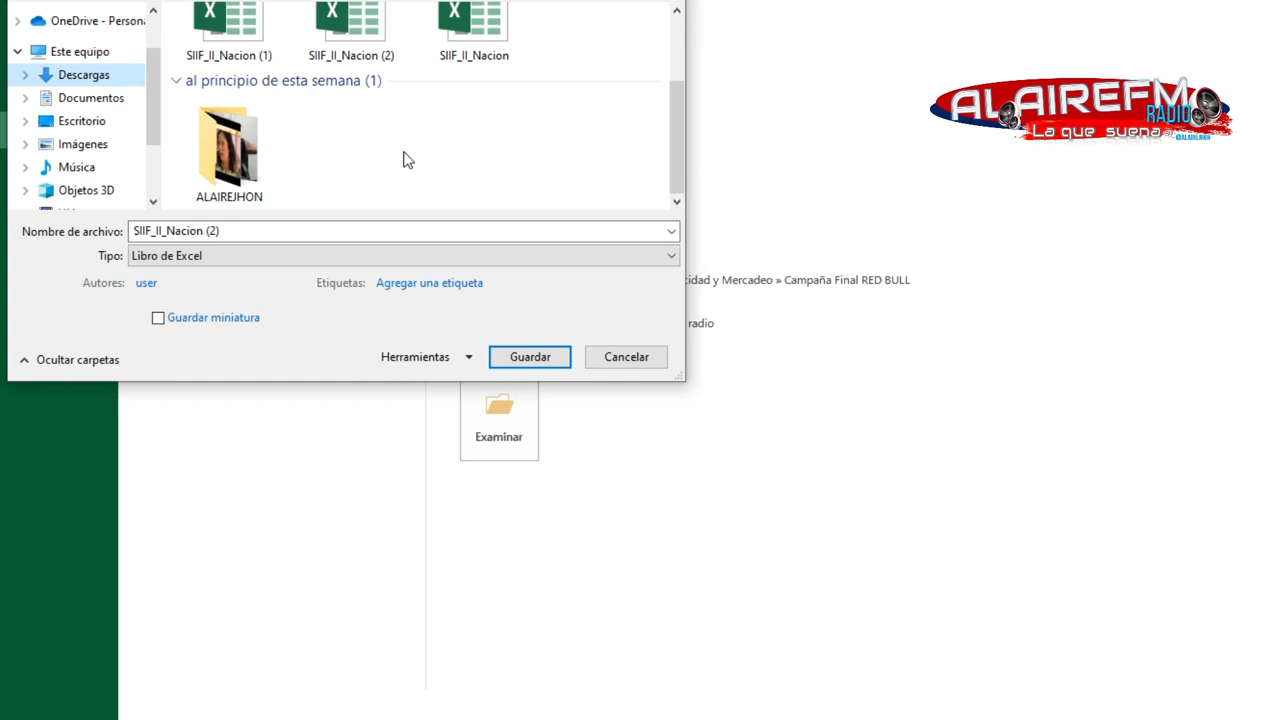 OneDrive - Persona
Este equipo
Descargas
Documentos
Escritorio
Imágenes
Música
Objetos 3D
SIIF_II_Nacion (1)
SIIF_II_Nacion (2)
SIIF_II_Nacion
al principio de esta semana (1)
ALAIREJHON
Nombre de archivo: SIIF_II_Nacion (2)
Tipo: Libro de Excel
Autores: user
Etiquetas: Agregar una etiqueta
Guardar miniatura
Ocultar carpetas
Herramientas
Guardar
Cancelar
cidad y Mercadeo » Campaña Final RED BULL
radio
Examinar
ALAIREFM
RADIO
La que suena